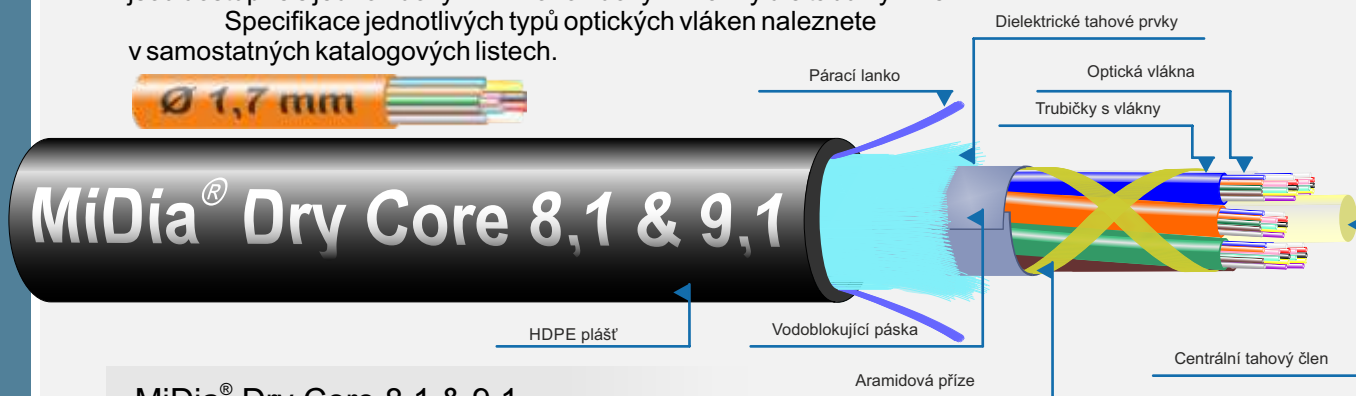 Specifikace jednotlivých typů optických vláken naleznete
v samostatných katalogových listech.
Dielektrické tahové prvky
Párací lanko
Optická vlákna
Trubičky s vlákny
Ø 1,7 mm
MiDia® Dry Core 8,1 & 9,1
HDPE plášť
Vodoblokující páska
Centrální tahový člen
Aramidová příze
MiDia® Dry Core 8,1 & 9,1